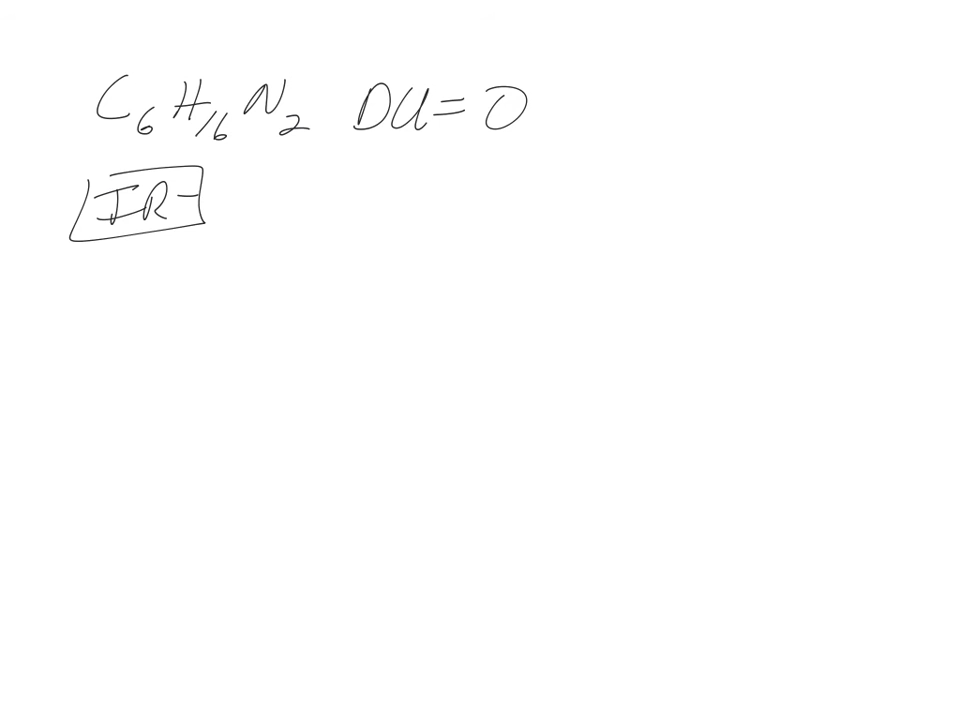 C₆H₁₆N₂ DU = 0
IR-